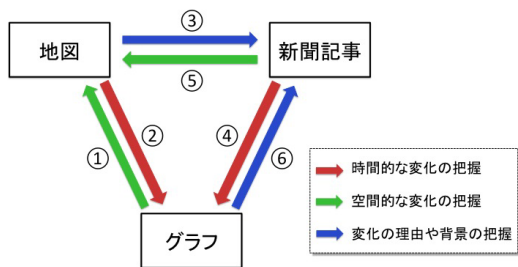 ③
地図
新聞記事
⑤
②
④
①
⑥
時間的な変化の把握
空間的な変化の把握
変化の理由や背景の把握
グラフ